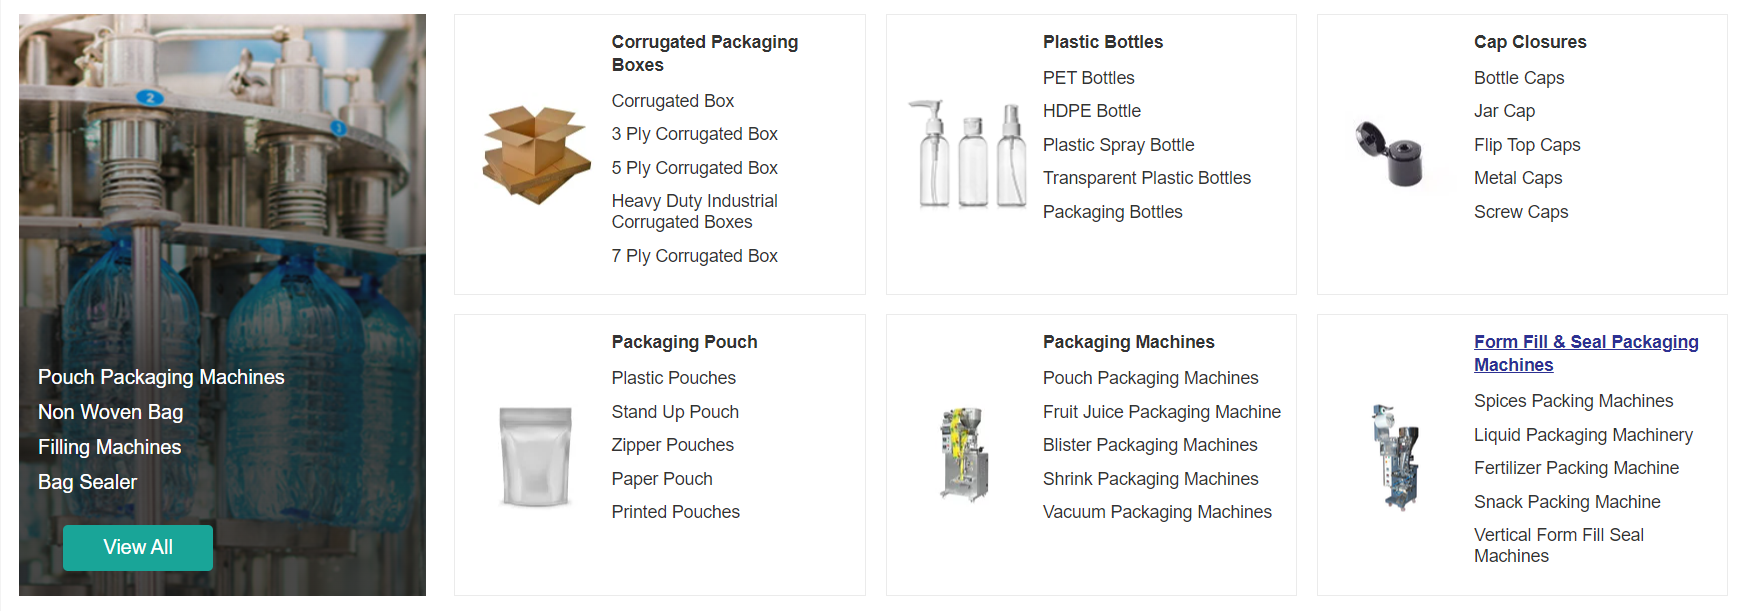 2
1
Pouch Packaging Machines
Non Woven Bag
Filling Machines
Bag Sealer
View All
Corrugated Packaging
Boxes
Corrugated Box
3 Ply Corrugated Box
5 Ply Corrugated Box
Heavy Duty Industrial
Corrugated Boxes
7 Ply Corrugated Box
Plastic Bottles
PET Bottles
HDPE Bottle
Plastic Spray Bottle
Transparent Plastic Bottles
Packaging Bottles
Cap Closures
Bottle Caps
Jar Cap
Flip Top Caps
Metal Caps
Screw Caps
Packaging Pouch
Plastic Pouches
Stand Up Pouch
Zipper Pouches
Paper Pouch
Printed Pouches
Packaging Machines
Pouch Packaging Machines
Fruit Juice Packaging Machine
Blister Packaging Machines
Shrink Packaging Machines
Vacuum Packaging Machines
Form Fill & Seal Packaging
Machines
Spices Packing Machines
Liquid Packaging Machinery
Fertilizer Packing Machine
Snack Packing Machine
Vertical Form Fill Seal
Machines